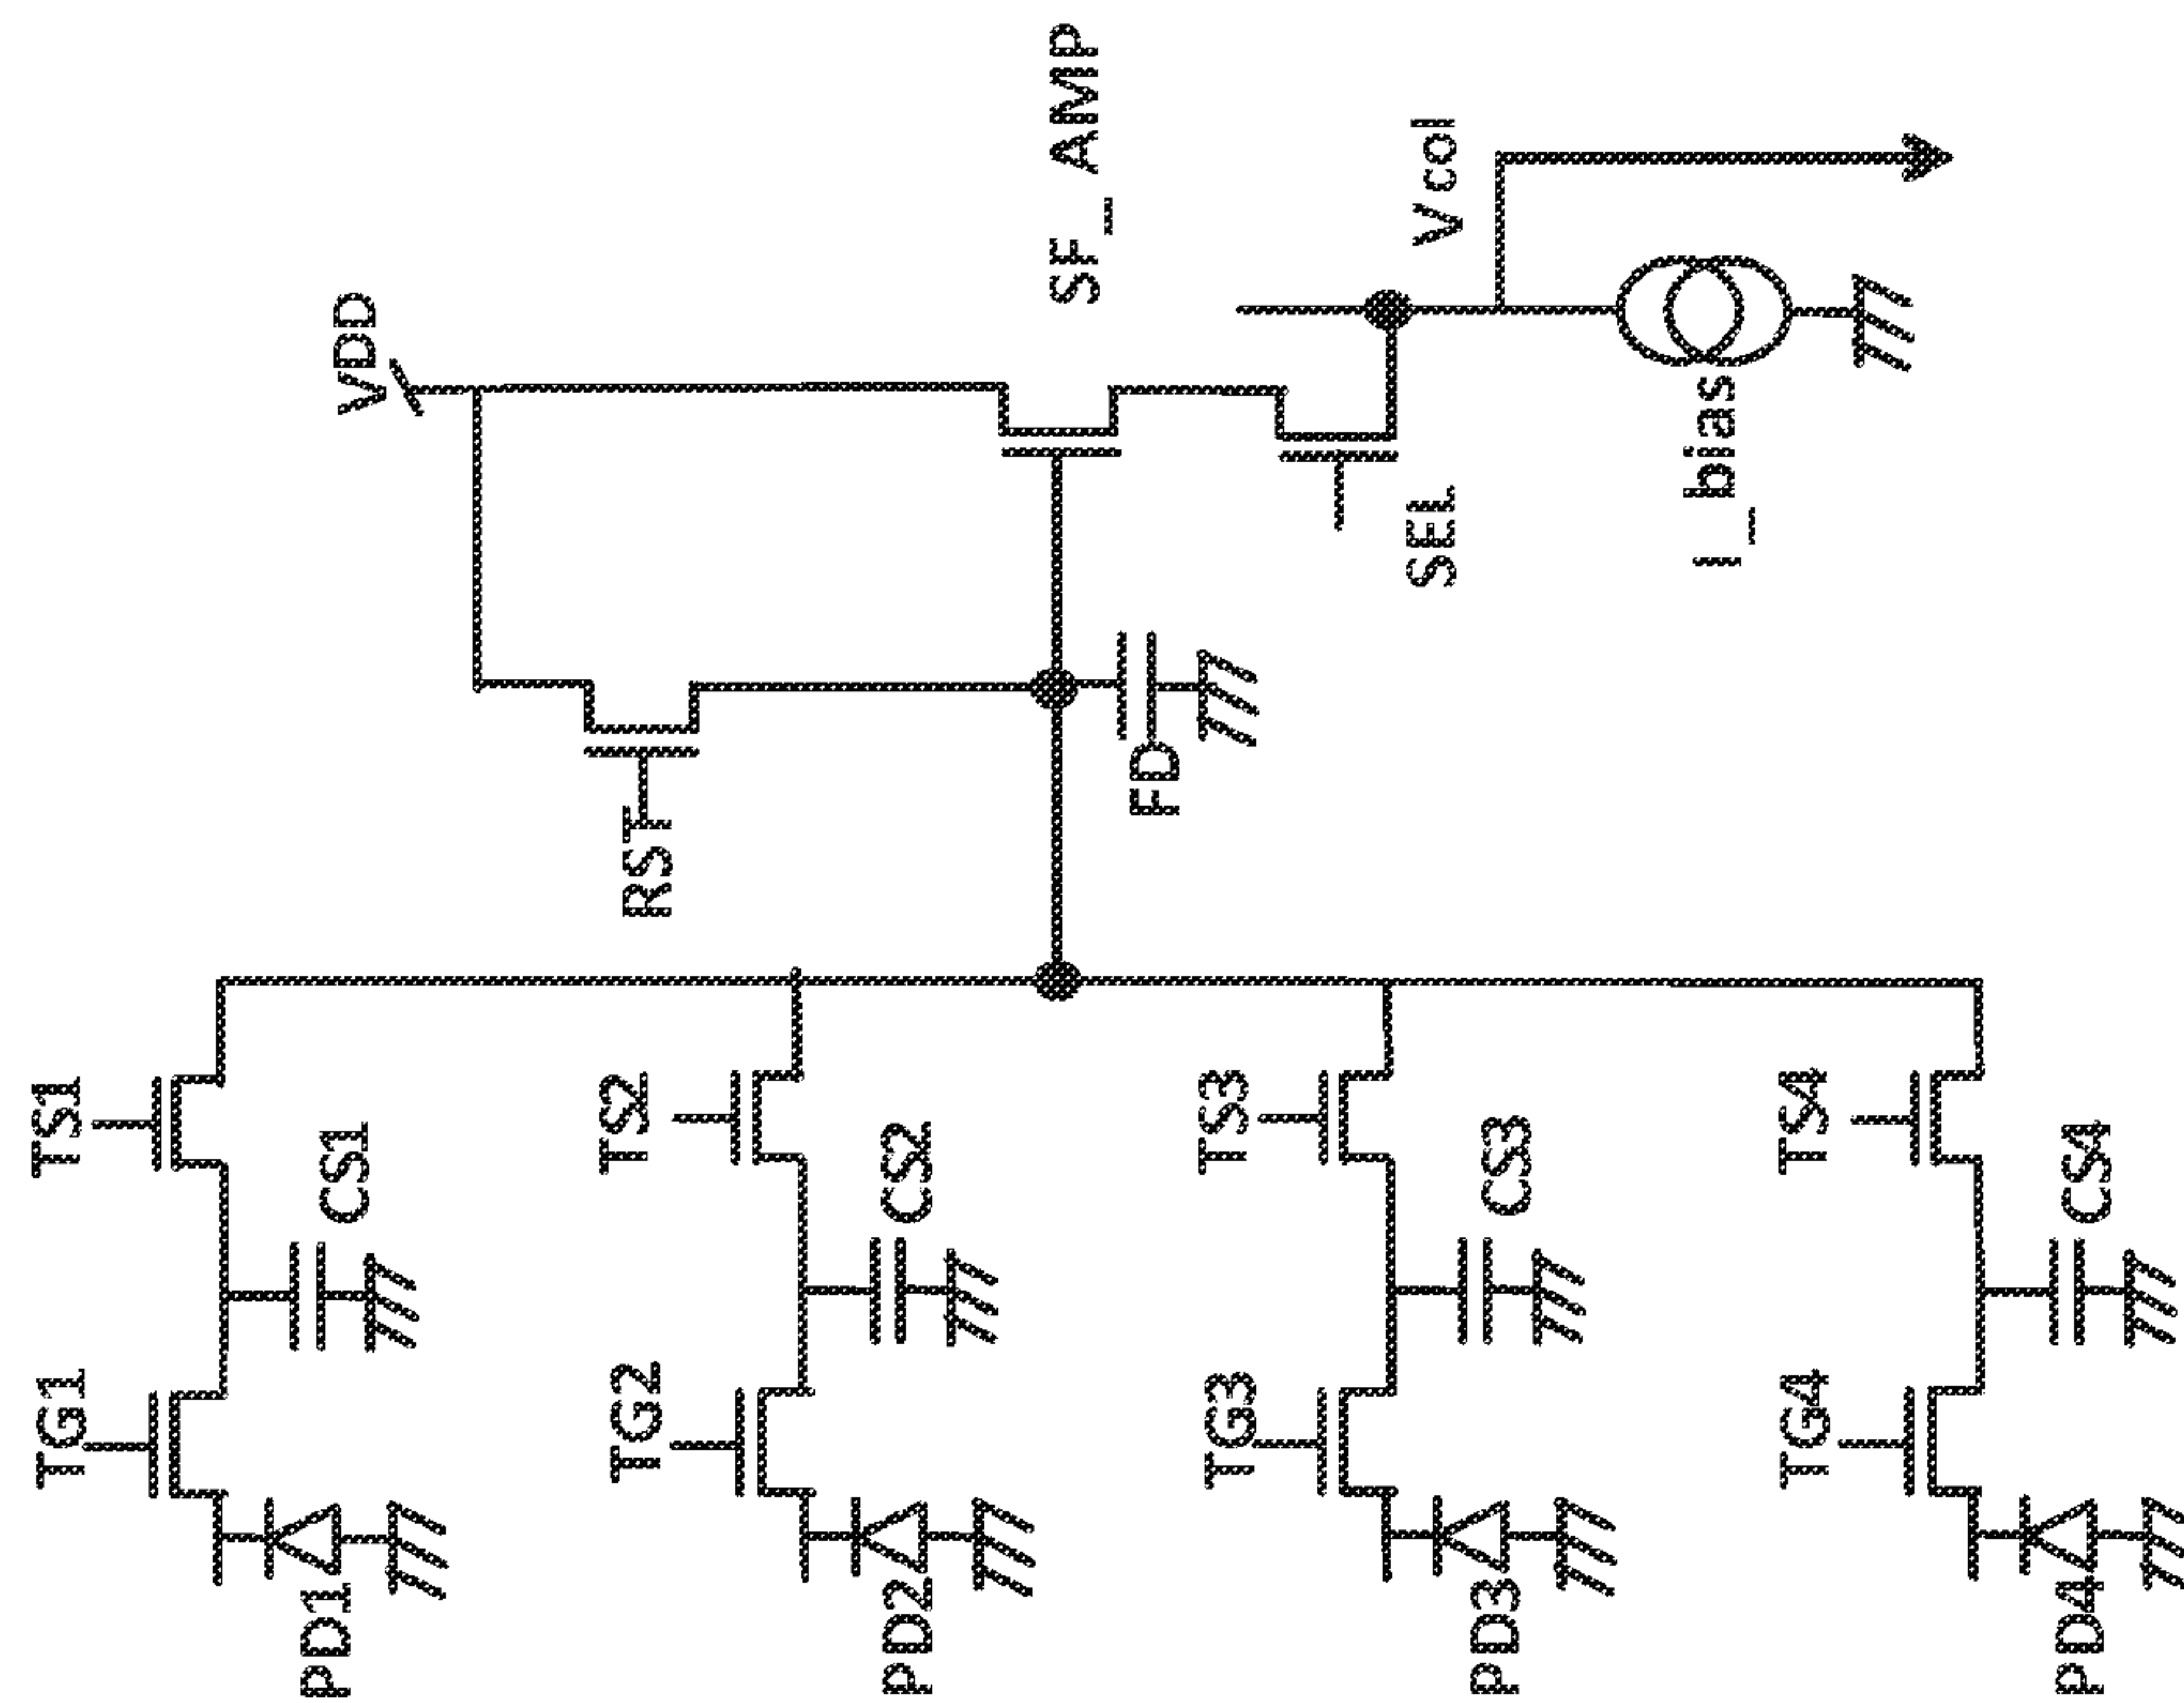 TG1
TS1
PD1
CS1
RST
VDD
TG2
TS2
PD2
CS2
FD
SF_AMP
TG3
TS3
PD3
CS3
SEL
Vcol
I_bias
TG4
TS4
PD4
CS4